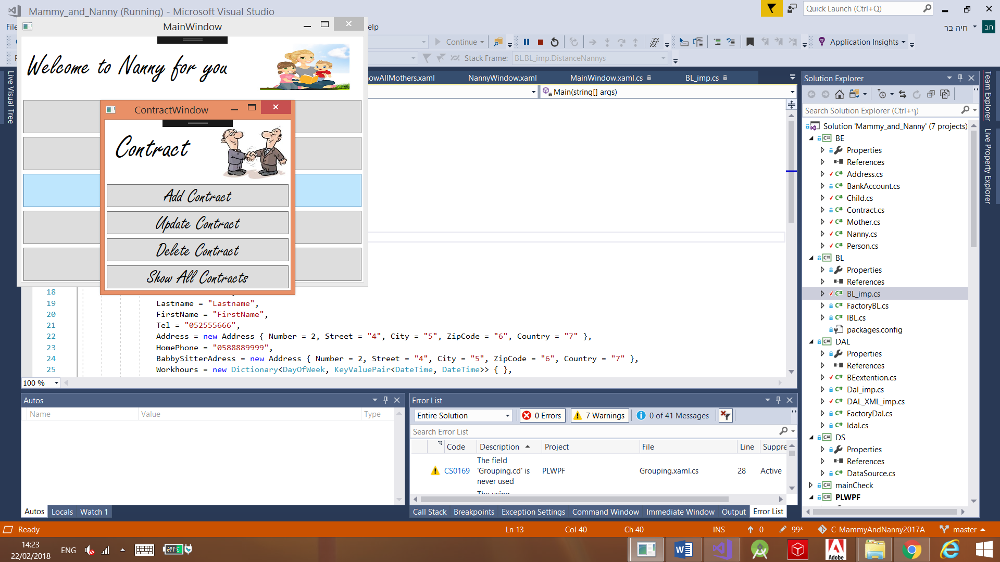 Mammy_and_Nanny (Running) - Microsoft Visual Studio
Quick Launch (Ctrl+Q)
MainWindow
חיה בר
חב
Continue
Application Insights
Stack Frame:
BL.BL_imp.DistanceNannys
Welcome to Nanny for you
owAllMothers.xaml
NannyWindow.xaml
MainWindow.xaml.cs
BL_imp.cs
Main(string[] args)
Live Visual Tree
ContractWindow
Contract
Add Contract
Update Contract
Delete Contract
Show All Contracts
18
19 Lastname = "Lastname",
20 FirstName = "FirstName",
21 Tel = "052555666",
22 Address = new Address { Number = 2, Street = "4", City = "5", ZipCode = "6", Country = "7" },
23 HomePhone = "0588889999",
24 BabbySitterAdress = new Address { Number = 2, Street = "4", City = "5", ZipCode = "6", Country = "7" },
25 Workhours = new Dictionary<DayOfWeek, KeyValuePair<DateTime, DateTime>> { },
100 %
Autos
Name Value Type
Autos Locals Watch 1
Error List
Entire Solution
0 Errors
7 Warnings
0 of 41 Messages
Search Error List
Code Description Project File Line Suppre
CS0169 The field 'Grouping.cd' is never used PLWPF Grouping.xaml.cs 28 Active
Call Stack Breakpoints Exception Settings Command Window Immediate Window Output Error List
Solution Explorer
Search Solution Explorer (Ctrl+ף)
Solution 'Mammy_and_Nanny' (7 projects)
BE
Properties
References
Address.cs
BankAccount.cs
Child.cs
Contract.cs
Mother.cs
Nanny.cs
Person.cs
BL
Properties
References
BL_imp.cs
FactoryBL.cs
IBL.cs
packages.config
DAL
Properties
References
BEextention.cs
Dal_imp.cs
DAL_XML_imp.cs
FactoryDal.cs
Idal.cs
DS
Properties
References
DataSource.cs
mainCheck
PLWPF
Team Explorer
Live Property Explorer
Ready
Ln 13
Col 40
Ch 40
INS
0
99*
C-MammyAndNanny2017A
master
14:23
22/02/2018
ENG
Adobe